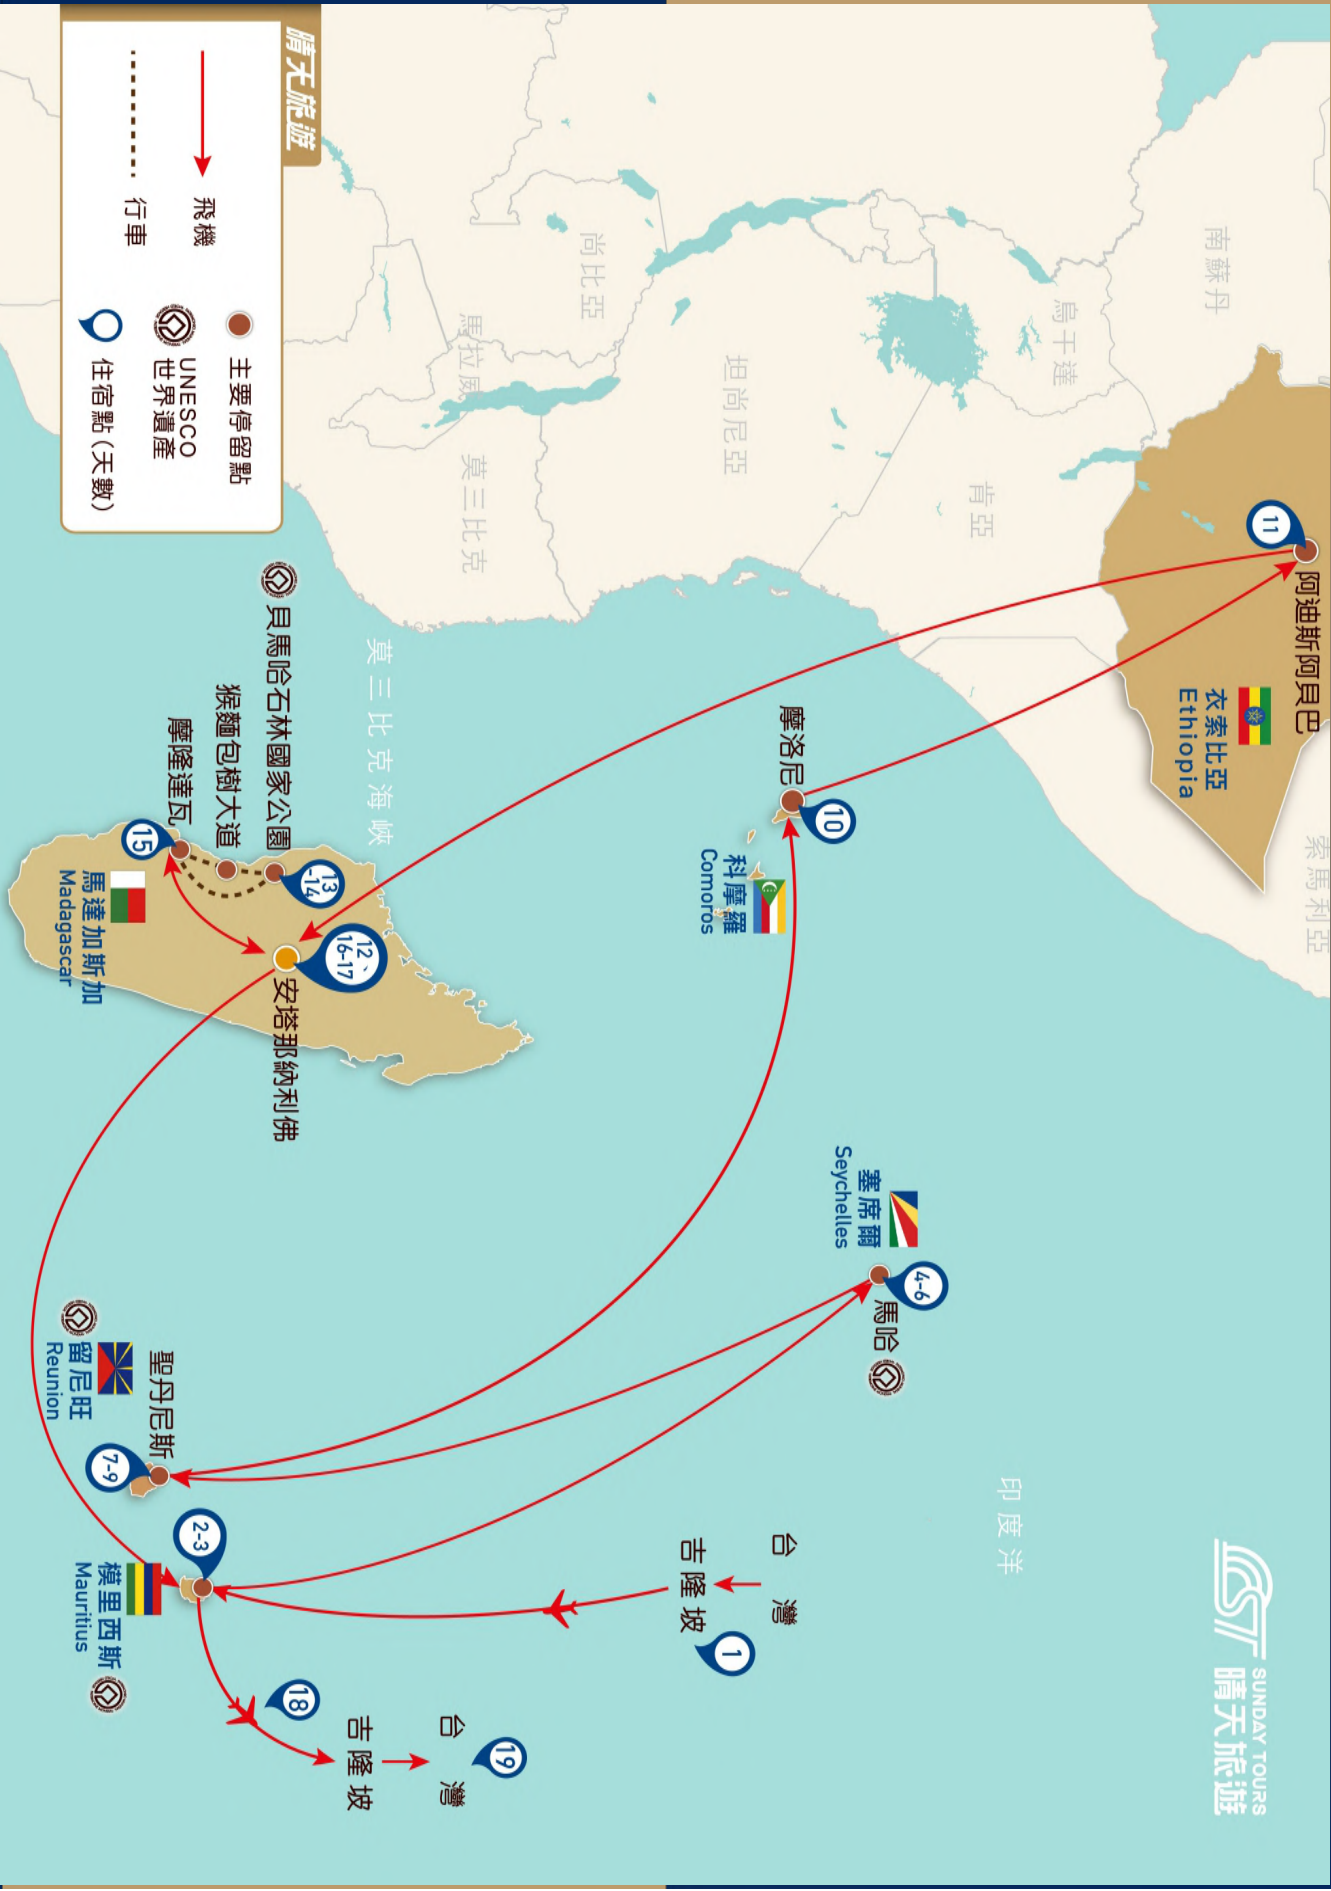 南蘇丹
烏干達
肯亞
索馬利亞
坦尚尼亞
尚比亞
馬拉威
莫三比克
莫三比克海峽
印度洋
SUNDAY TOURS
晴天旅遊
11
阿迪斯阿貝巴
衣索比亞
Ethiopia
摩洛尼
10
科摩羅
Comoros
塞席爾
Seychelles
4-6
馬哈
台灣
吉隆坡
1
貝馬哈石林國家公園
13
-14
猴麵包樹大道
摩隆達瓦
15
12、
16-17
安塔那納利佛
馬達加斯加
Madagascar
聖丹尼斯
留尼旺
Reunion
7-9
2-3
模里西斯
Mauritius
18
吉隆坡
台灣
19
晴天旅遊
飛機
行車
主要停留點
UNESCO
世界遺產
住宿點(天數)